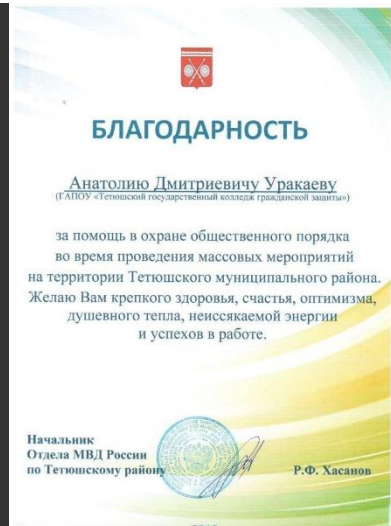 БЛАГОДАРНОСТЬ
Анатолию Дмитриевичу Уракаеву
(ГАПОУ «Тетюшский государственный колледж гражданской защиты»)
за помощь в охране общественного порядка
во время проведения массовых мероприятий
на территории Тетюшского муниципального района.
Желаю Вам крепкого здоровья, счастья, оптимизма,
душевного тепла, неиссякаемой энергии
и успехов в работе.
Начальник
Отдела МВД России
по Тетюшскому району
Р.Ф. Хасанов